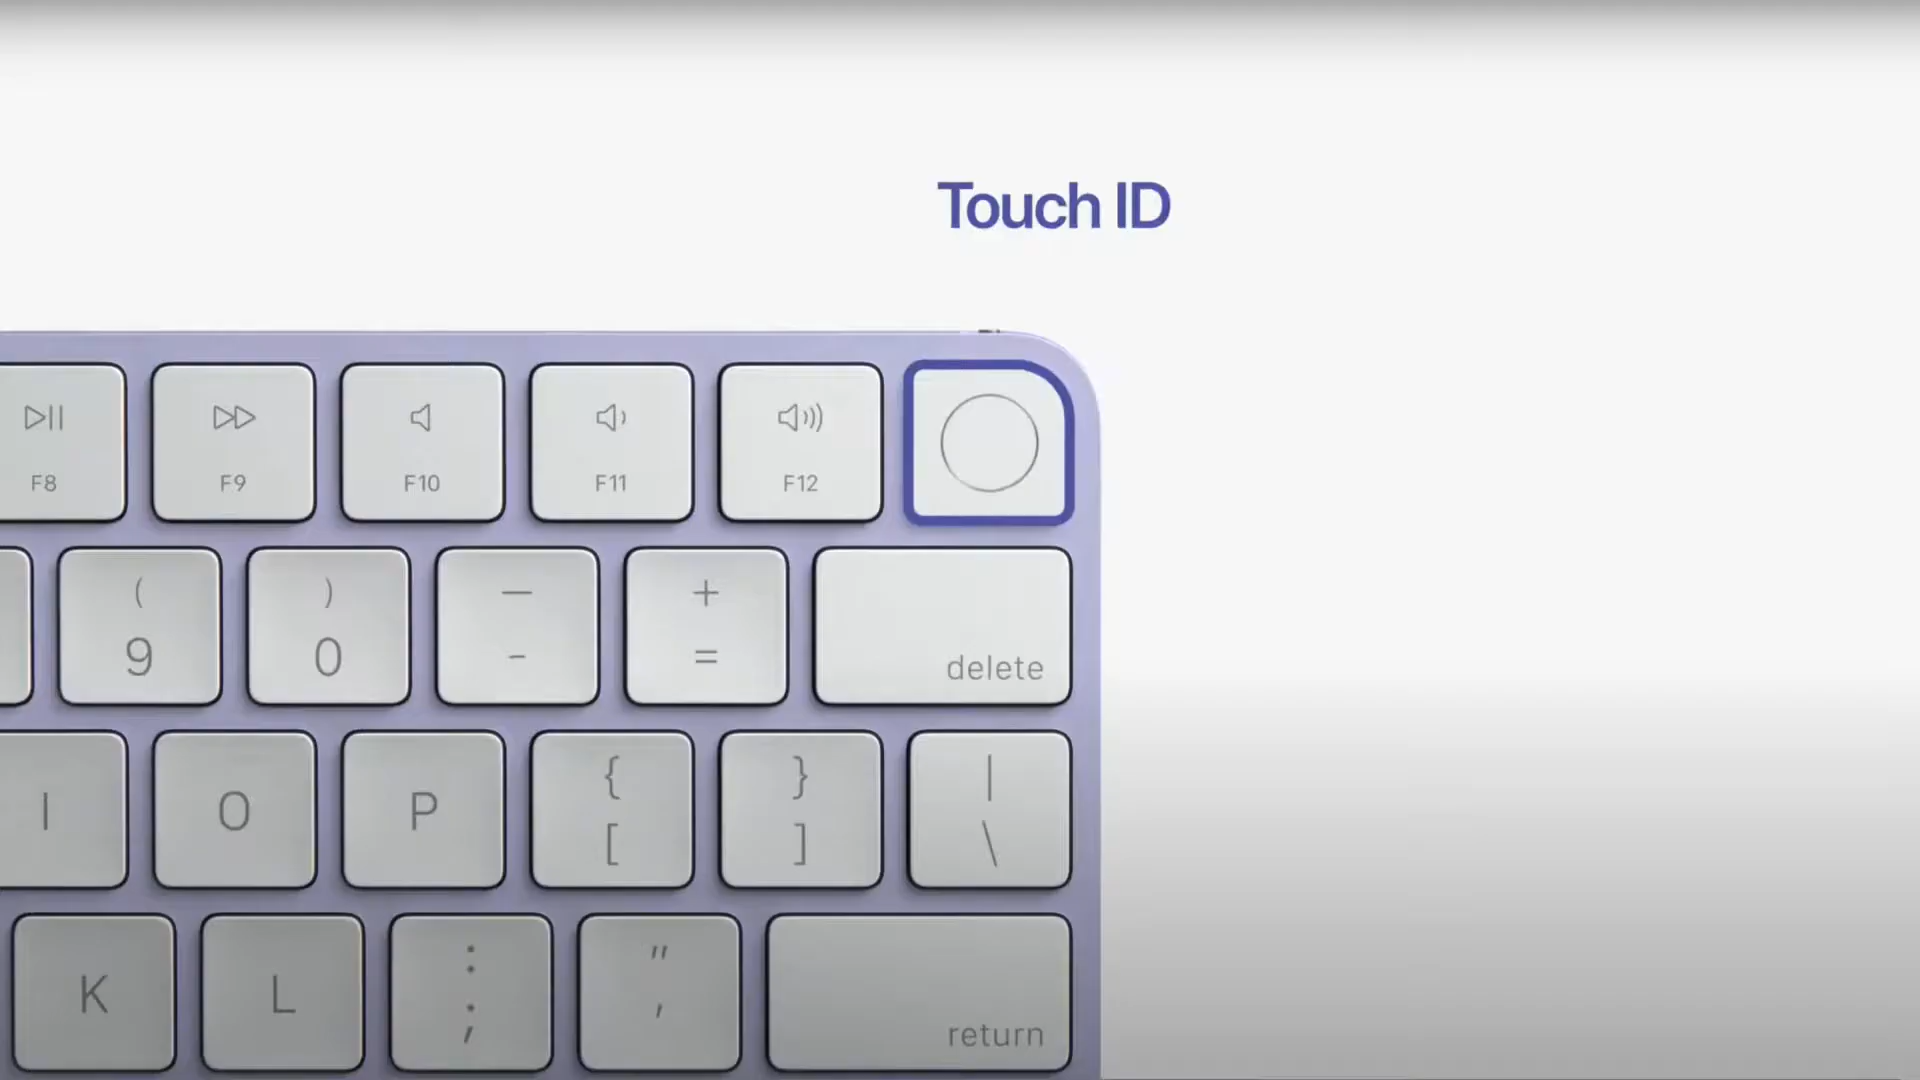 Touch ID
F8 F9 F10 F11 F12
( ) — +
9 0 - =
delete
{ } |
I O P
[ ] \
: "
K L
; '
return